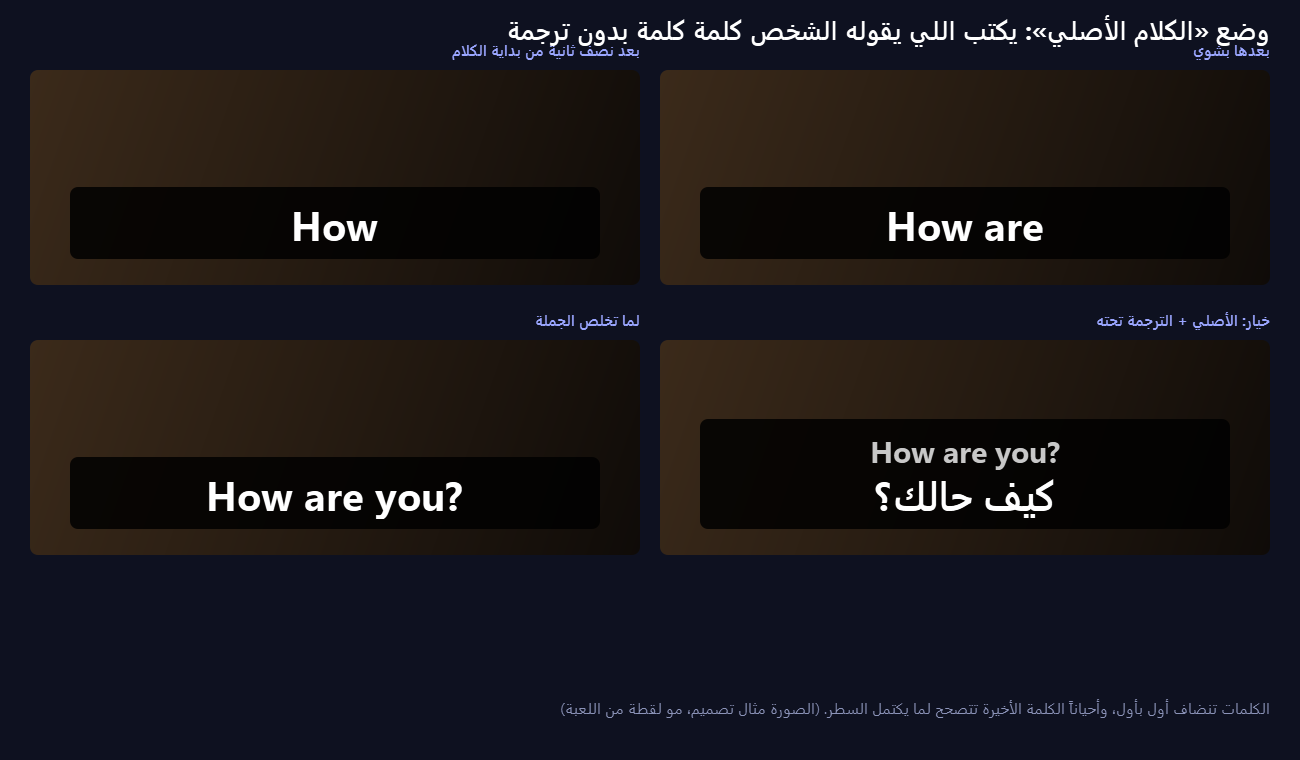 وضع «الكلام الأصلي»: يكتب اللي يقوله الشخص كلمة كلمة بدون ترجمة
بعدها بشوي
بعد نصف ثانية من بداية الكلام
How are
How
خيار: الأصلي + الترجمة تحته
لما تخلص الجملة
How are you?
كيف حالك؟
How are you?
الكلمات تنضاف أول بأول، وأحياناً الكلمة الأخيرة تتصحح لما يكتمل السطر. (الصورة مثال تصميم، مو لقطة من اللعبة)